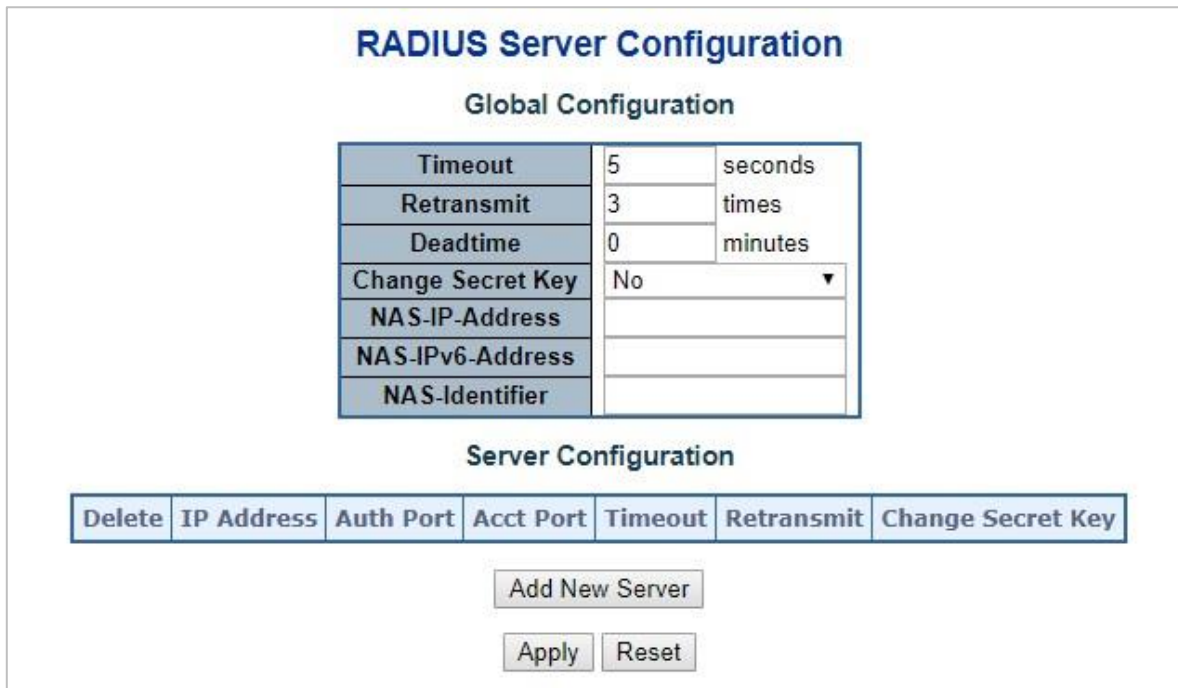 RADIUS Server Configuration
Global Configuration
Timeout 5 seconds
Retransmit 3 times
Deadtime 0 minutes
Change Secret Key No
NAS-IP-Address
NAS-IPv6-Address
NAS-Identifier
Server Configuration
Delete IP Address Auth Port Acct Port Timeout Retransmit Change Secret Key
Add New Server
Apply Reset